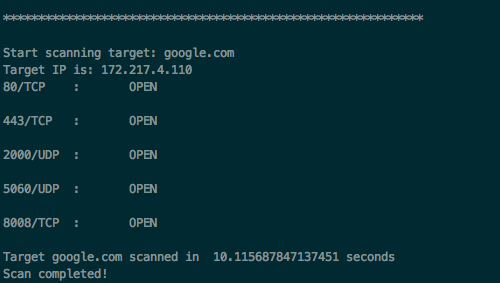 ************************************************************
Start scanning target: google.com
Target IP is: 172.217.4.110
80/TCP : OPEN
443/TCP : OPEN
2000/UDP : OPEN
5060/UDP : OPEN
8008/TCP : OPEN
Target google.com scanned in 10.115687847137451 seconds
Scan completed!